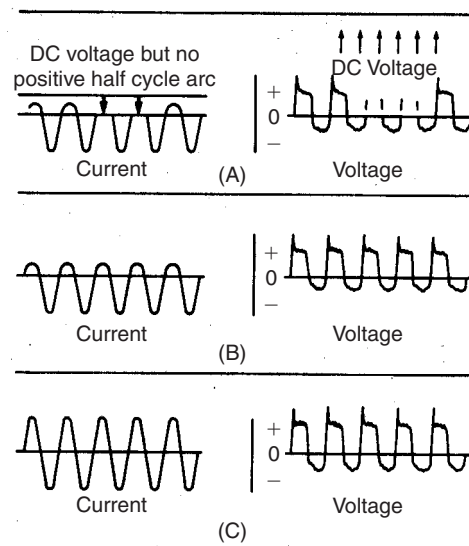 DC voltage but no
positive half cycle arc
DC Voltage
+
0
−
Current
(A)
Voltage
+
0
−
Current
(B)
Voltage
+
0
−
Current
(C)
Voltage